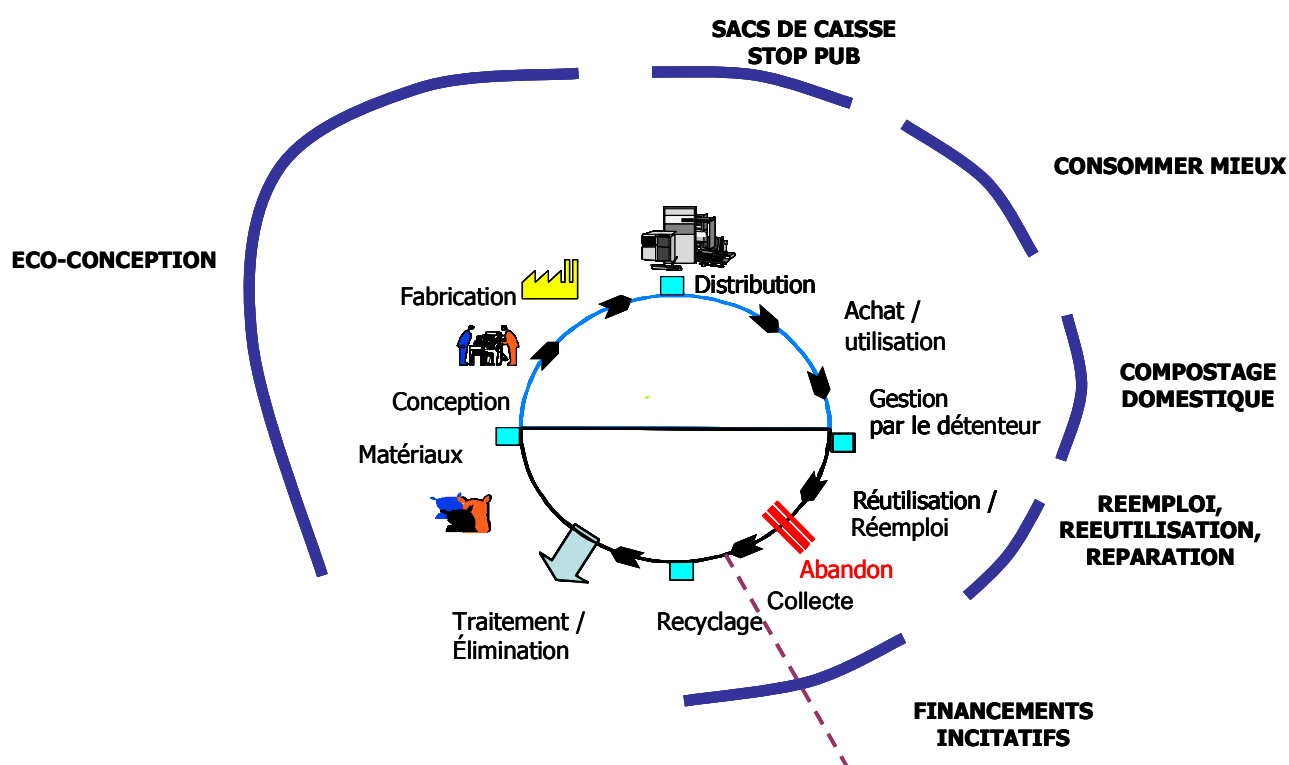 SACS DE CAISSE
STOP PUB
CONSOMMER MIEUX
ECO-CONCEPTION
Distribution
Fabrication
Achat /
utilisation
COMPOSTAGE
DOMESTIQUE
Conception
Gestion
par le détenteur
Matériaux
Réutilisation /
Réemploi
REEMPLOI,
REEUTILISATION,
REPARATION
Abandon
Collecte
Traitement /
Élimination
Recyclage
FINANCEMENTS
INCITATIFS